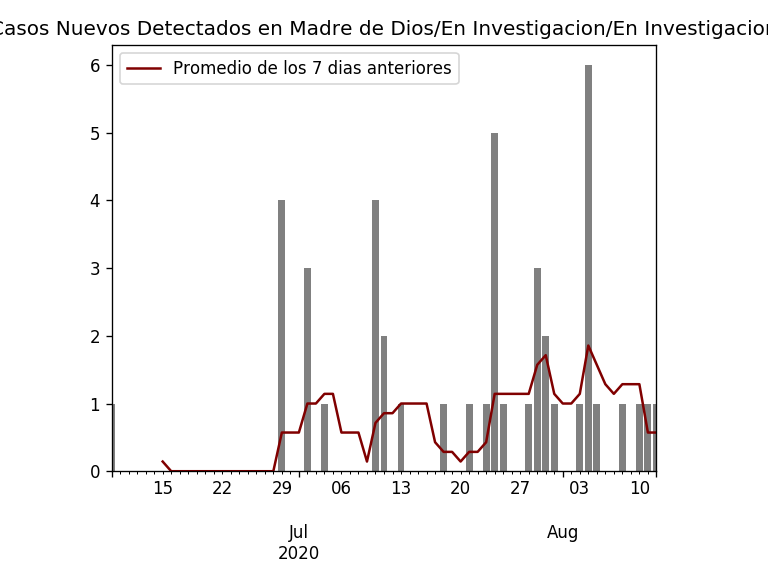 Casos Nuevos Detectados en Madre de Dios/En Investigacion/En Investigacion
Promedio de los 7 dias anteriores
6
5
4
3
2
1
0
15 22 29 06 13 20 27 03 10
Jul Aug
2020